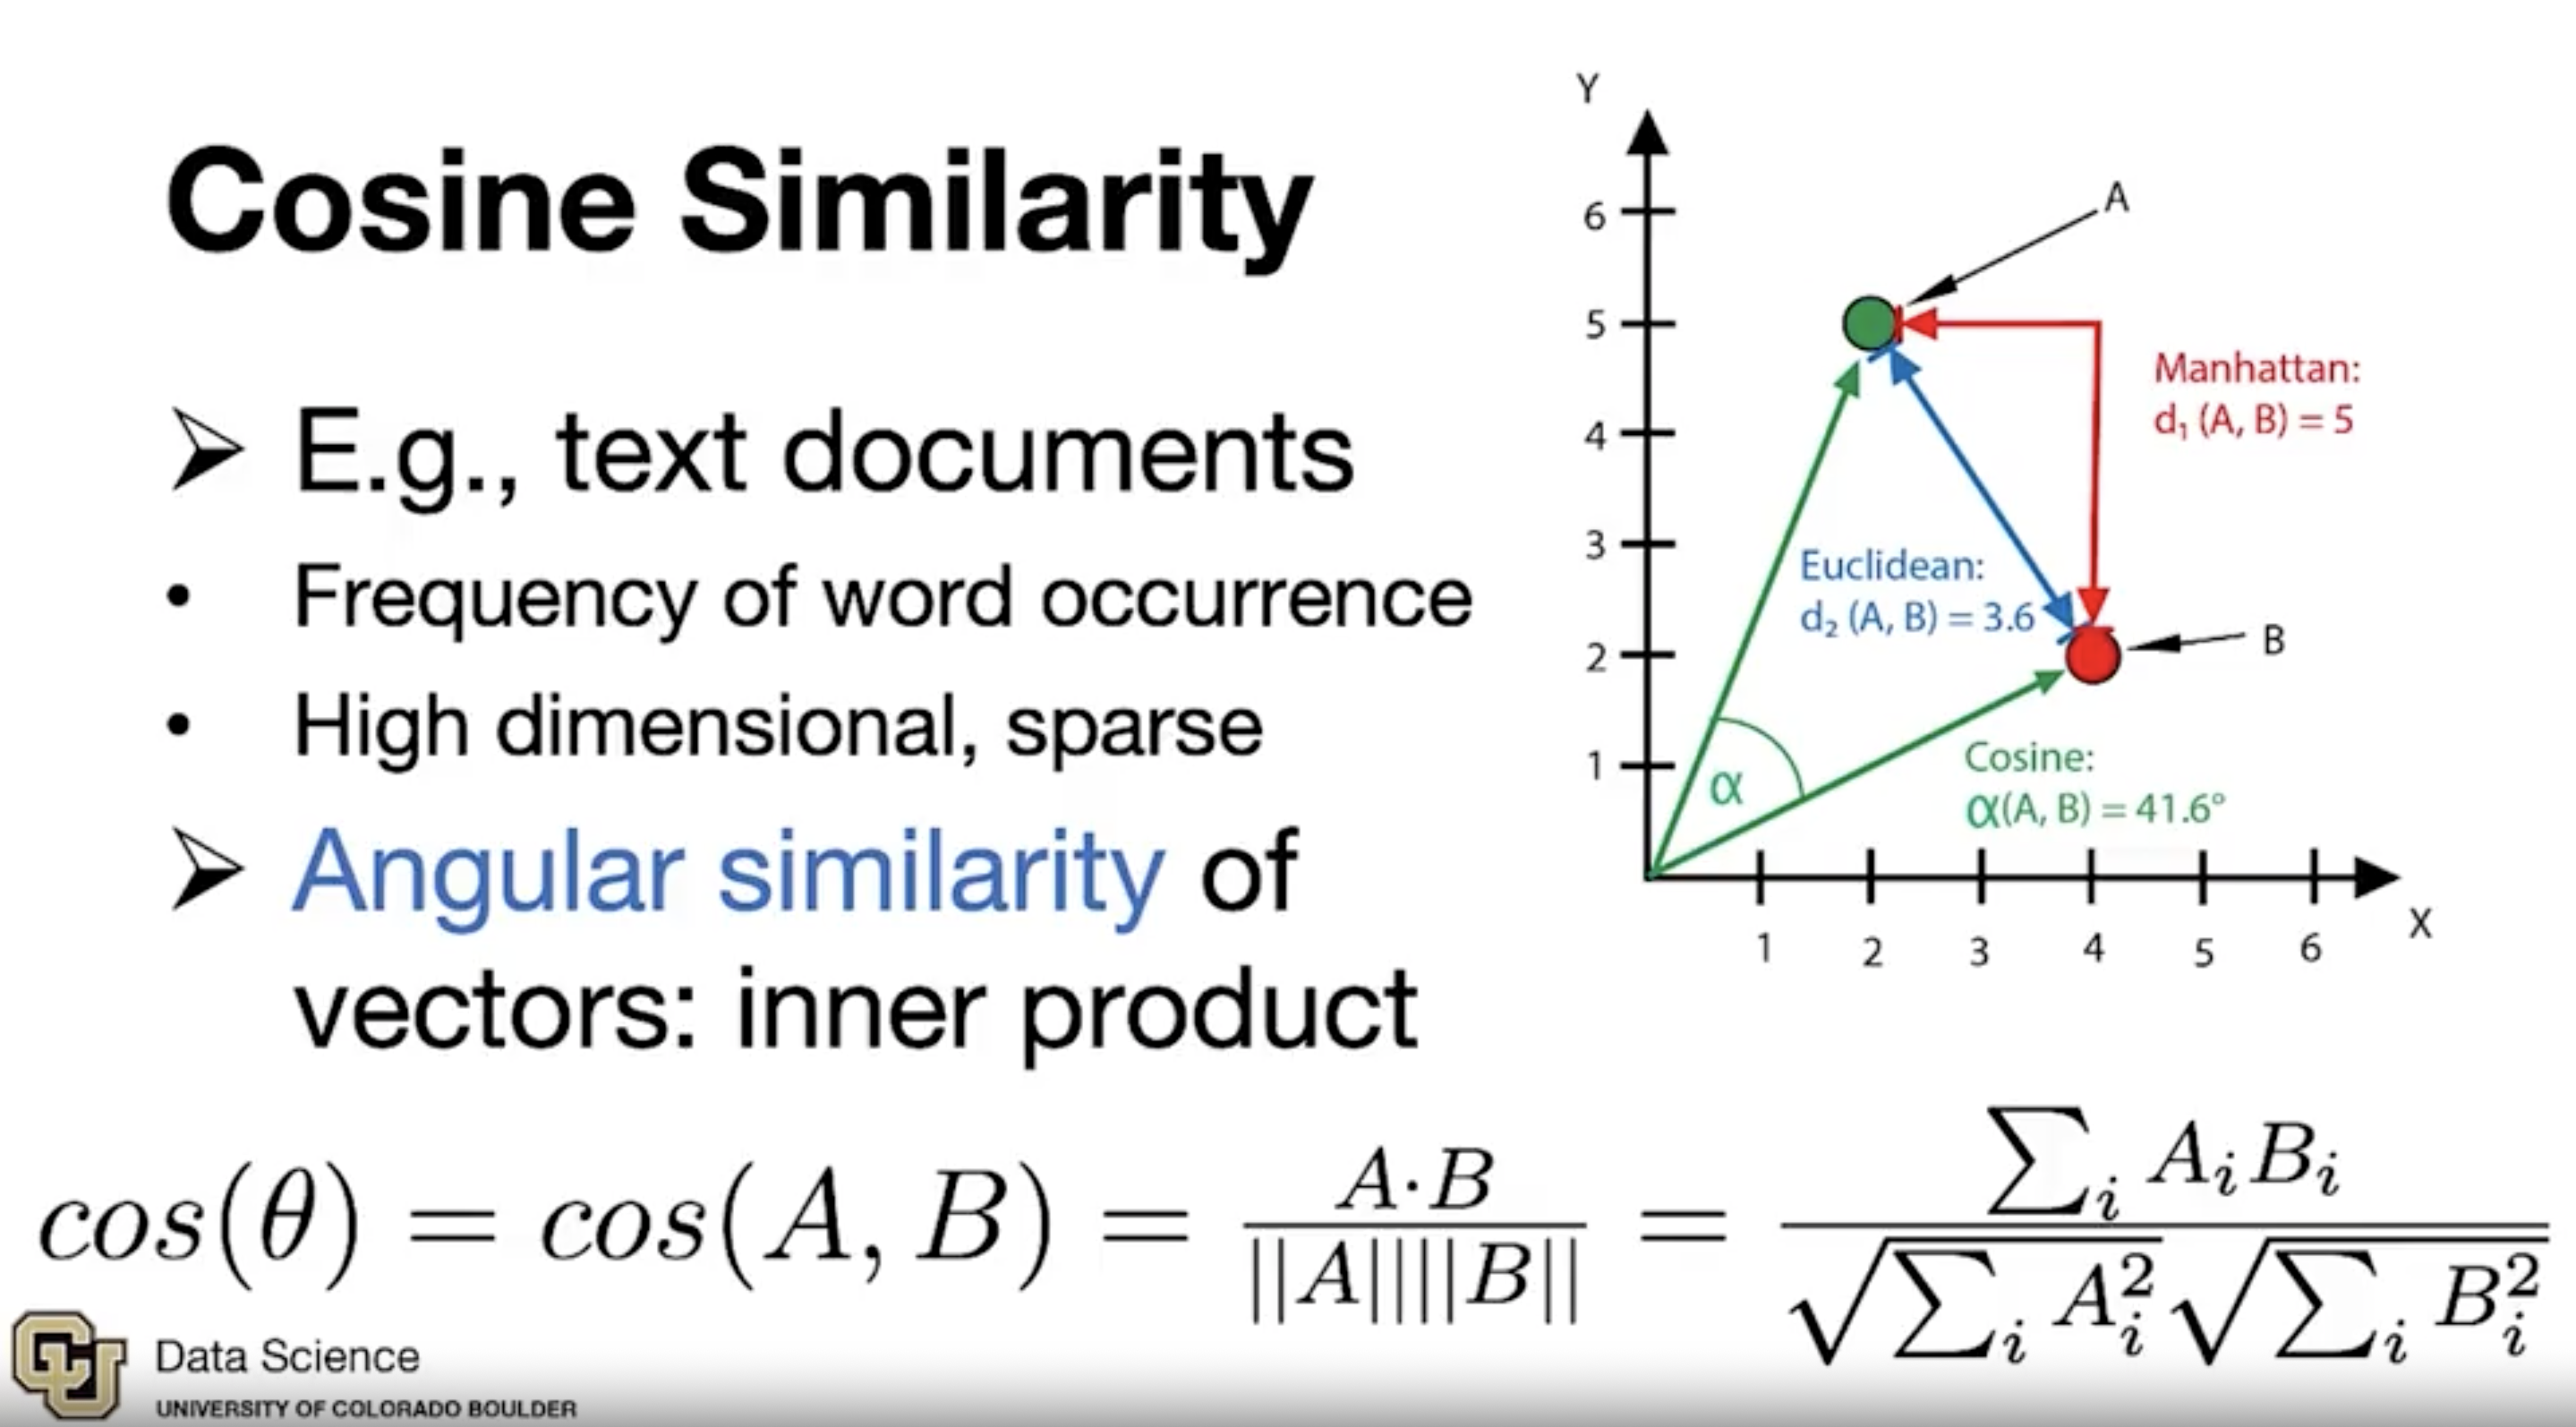 Cosine Similarity
➢ E.g., text documents
• Frequency of word occurrence
• High dimensional, sparse
➢ Angular similarity of
vectors: inner product
Y
6
5
4
3
2
1
A
Manhattan:
d₁ (A, B) = 5
Euclidean:
d₂ (A, B) = 3.6
B
Cosine:
α(A, B) = 41.6°
α
1 2 3 4 5 6
X
cos(θ) = cos(A, B) = A·B / ||A||||B|| = ∑ᵢ AᵢBᵢ / √∑ᵢ Aᵢ² √∑ᵢ Bᵢ²
CU
Data Science
UNIVERSITY OF COLORADO BOULDER